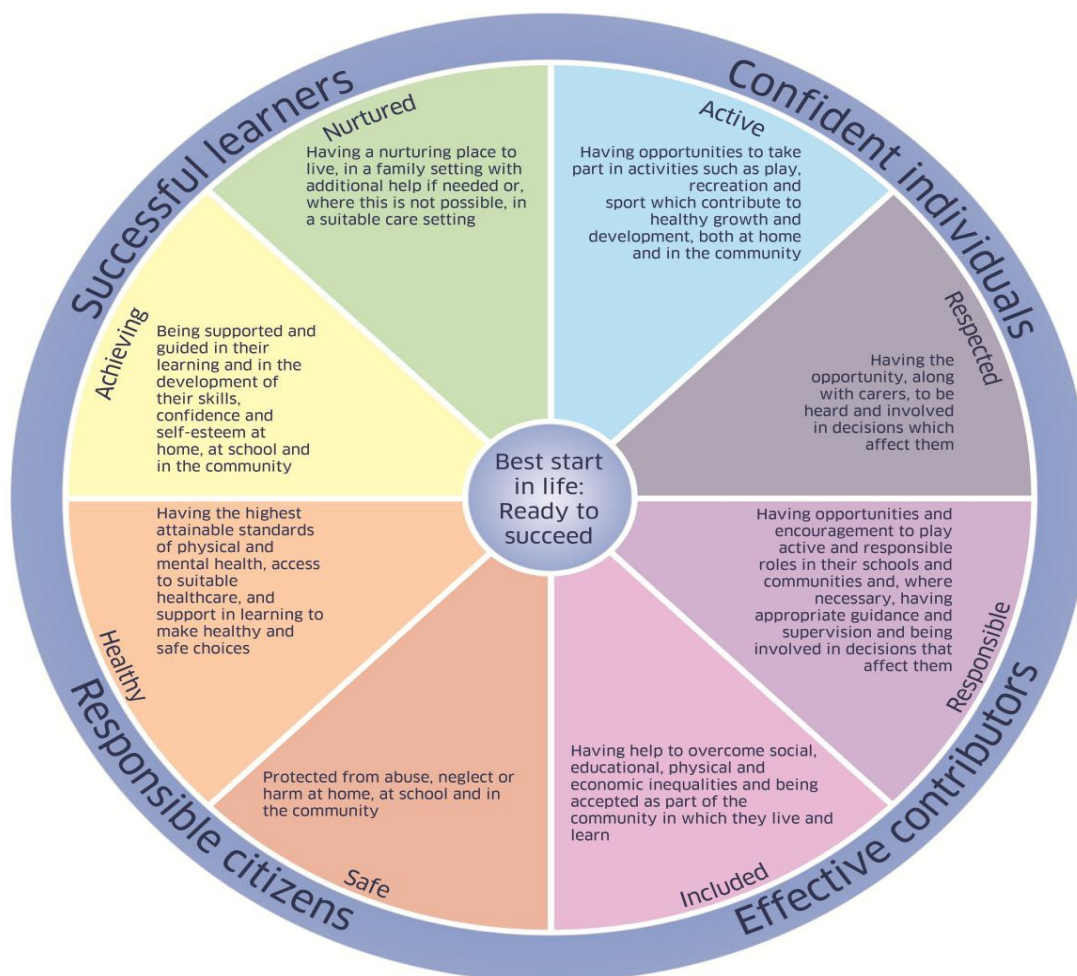 Successful learners
Confident individuals
Nurtured
Having a nurturing place to
live, in a family setting with
additional help if needed or,
where this is not possible, in
a suitable care setting
Active
Having opportunities to take
part in activities such as play,
recreation and
sport which contribute to
healthy growth and
development, both at home
and in the community
Achieving
Being supported and
guided in their
learning and in the
development of
their skills,
confidence and
self-esteem at
home, at school and
in the community
Respected
Having the
opportunity, along
with carers, to be
heard and involved
in decisions which
affect them
Best start
in life:
Ready to
succeed
Healthy
Having the highest
attainable standards
of physical and
mental health, access
to suitable
healthcare, and
support in learning to
make healthy and
safe choices
Responsible
Having opportunities and
encouragement to play
active and responsible
roles in their schools and
communities and, where
necessary, having
appropriate guidance and
supervision and being
involved in decisions that
affect them
Safe
Protected from abuse, neglect or
harm at home, at school and in
the community
Included
Having help to overcome social,
educational, physical and
economic inequalities and being
accepted as part of the
community in which they live and
learn
Responsible citizens
Effective contributors